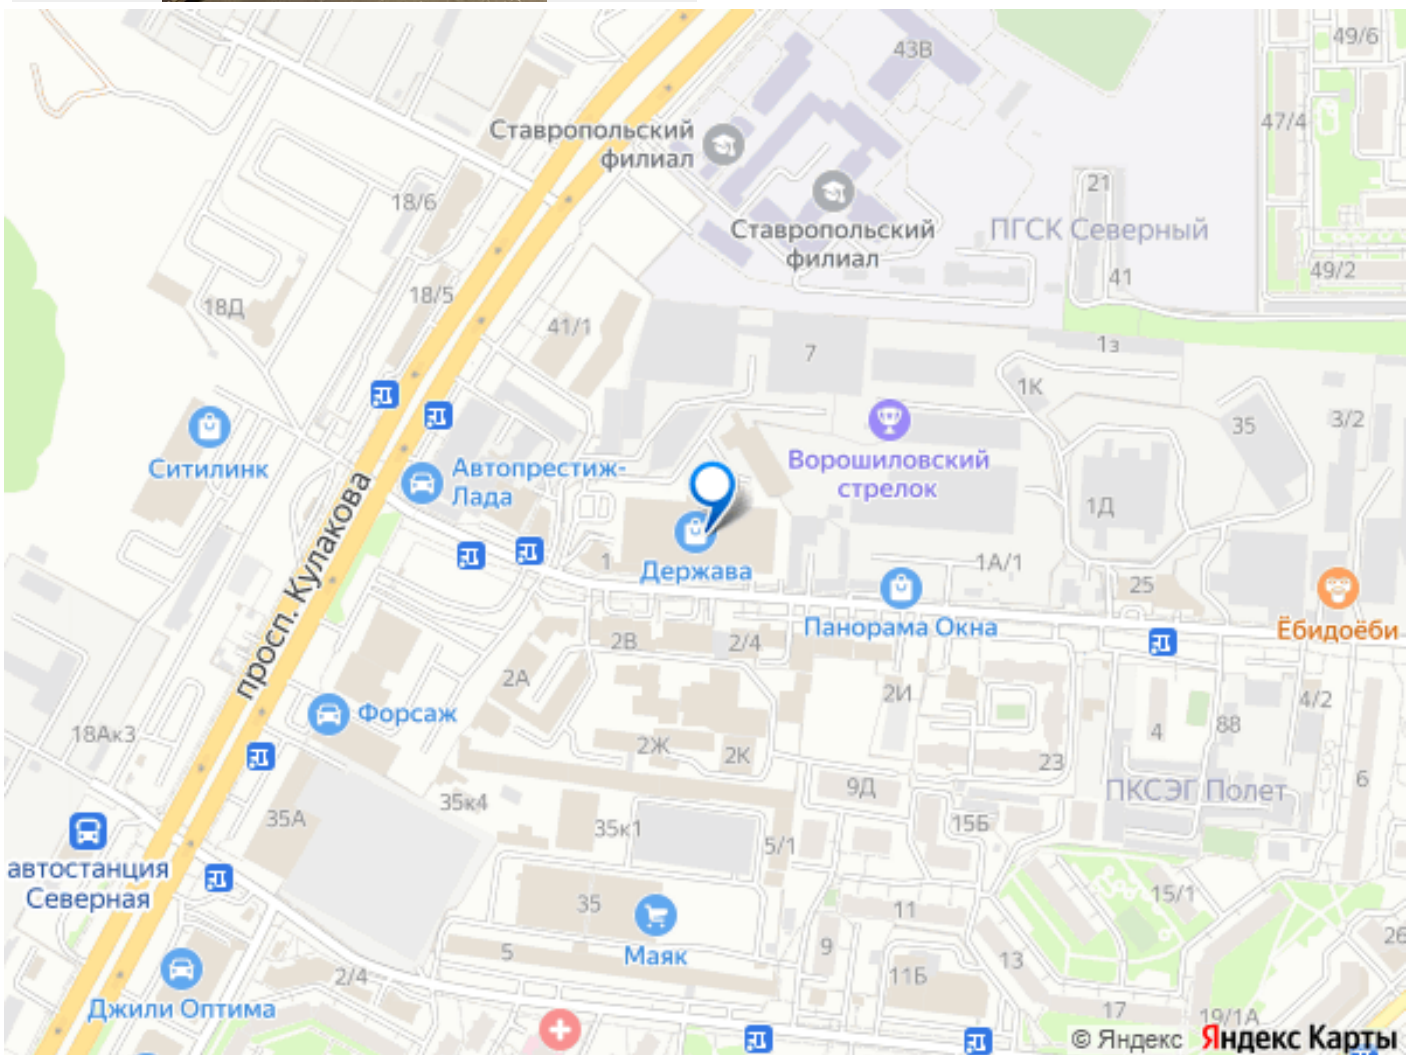 43В
49/6
47/4
Ставропольский
филиал
21
18/6
Ставропольский
филиал
ПГСК Северный
49/2
41
18/5
18Д
41/1
1з
7
1К
3/2
35
Ситилинк
Автопрестиж-
Лада
Ворошиловский
стрелок
просп. Кулакова
1Д
1
Держава
1А/1
25
Панорама Окна
Ёбидоёби
2В
2/4
2А
2И
4/2
Форсаж
18Ак3
2Ж
2К
23
4
88
6
9Д
ПКСЭГ Полет
35к4
35А
35к1
15Б
5/1
автостанция
Северная
15/1
35
11
Маяк
5
9
13
26
2/4
11Б
Джили Оптима
17
19/1А
© Яндекс Яндекс Карты